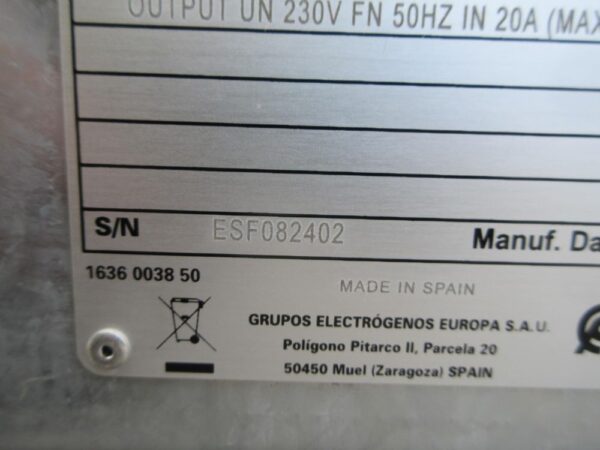 OUTPUT UN 230V FN 50HZ IN 20A (MAX
S/N ESF082402 Manuf. Da
1636 0038 50
MADE IN SPAIN
GRUPOS ELECTRÓGENOS EUROPA S.A.U.
Polígono Pitarco II, Parcela 20
50450 Muel (Zaragoza) SPAIN